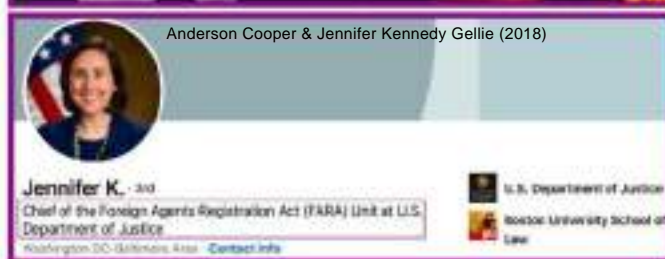 Anderson Cooper & Jennifer Kennedy Gellie (2018)
Jennifer K. · 3rd
Chief of the Foreign Agents Registration Act (FARA) Unit at U.S.
Department of Justice
Washington DC-Baltimore Area · Contact info
U.S. Department of Justice
Boston University School of
Law